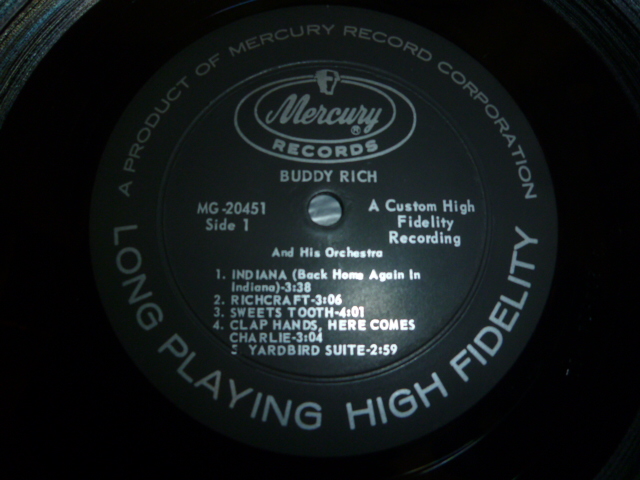 A PRODUCT OF MERCURY RECORD CORPORATION
Mercury
®
RECORDS
BUDDY RICH
MG-20451
Side 1
A Custom High
Fidelity
Recording
And His Orchestra
1. INDIANA (Back Home Again in
Indiana)-3:38
2. RICHCRAFT-3:06
3. SWEETS TOOTH-4:01
4. CLAP HANDS, HERE COMES
CHARLIE-3:04
5. YARDBIRD SUITE-2:59
LONG PLAYING HIGH FIDELITY